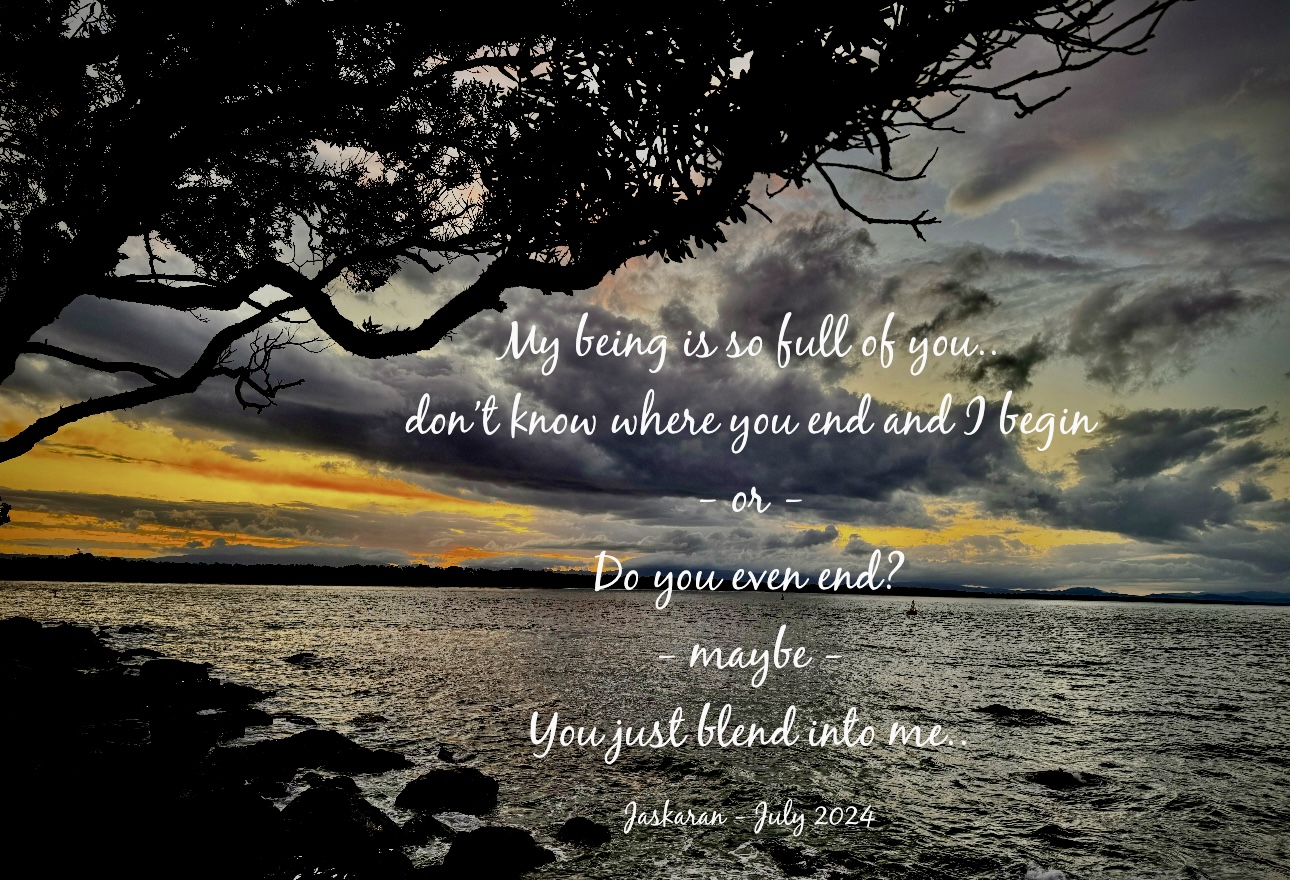 My being is so full of you..
don't know where you end and I begin
- or -
Do you even end?
- maybe -
You just blend into me..
Jaskaran - July 2024